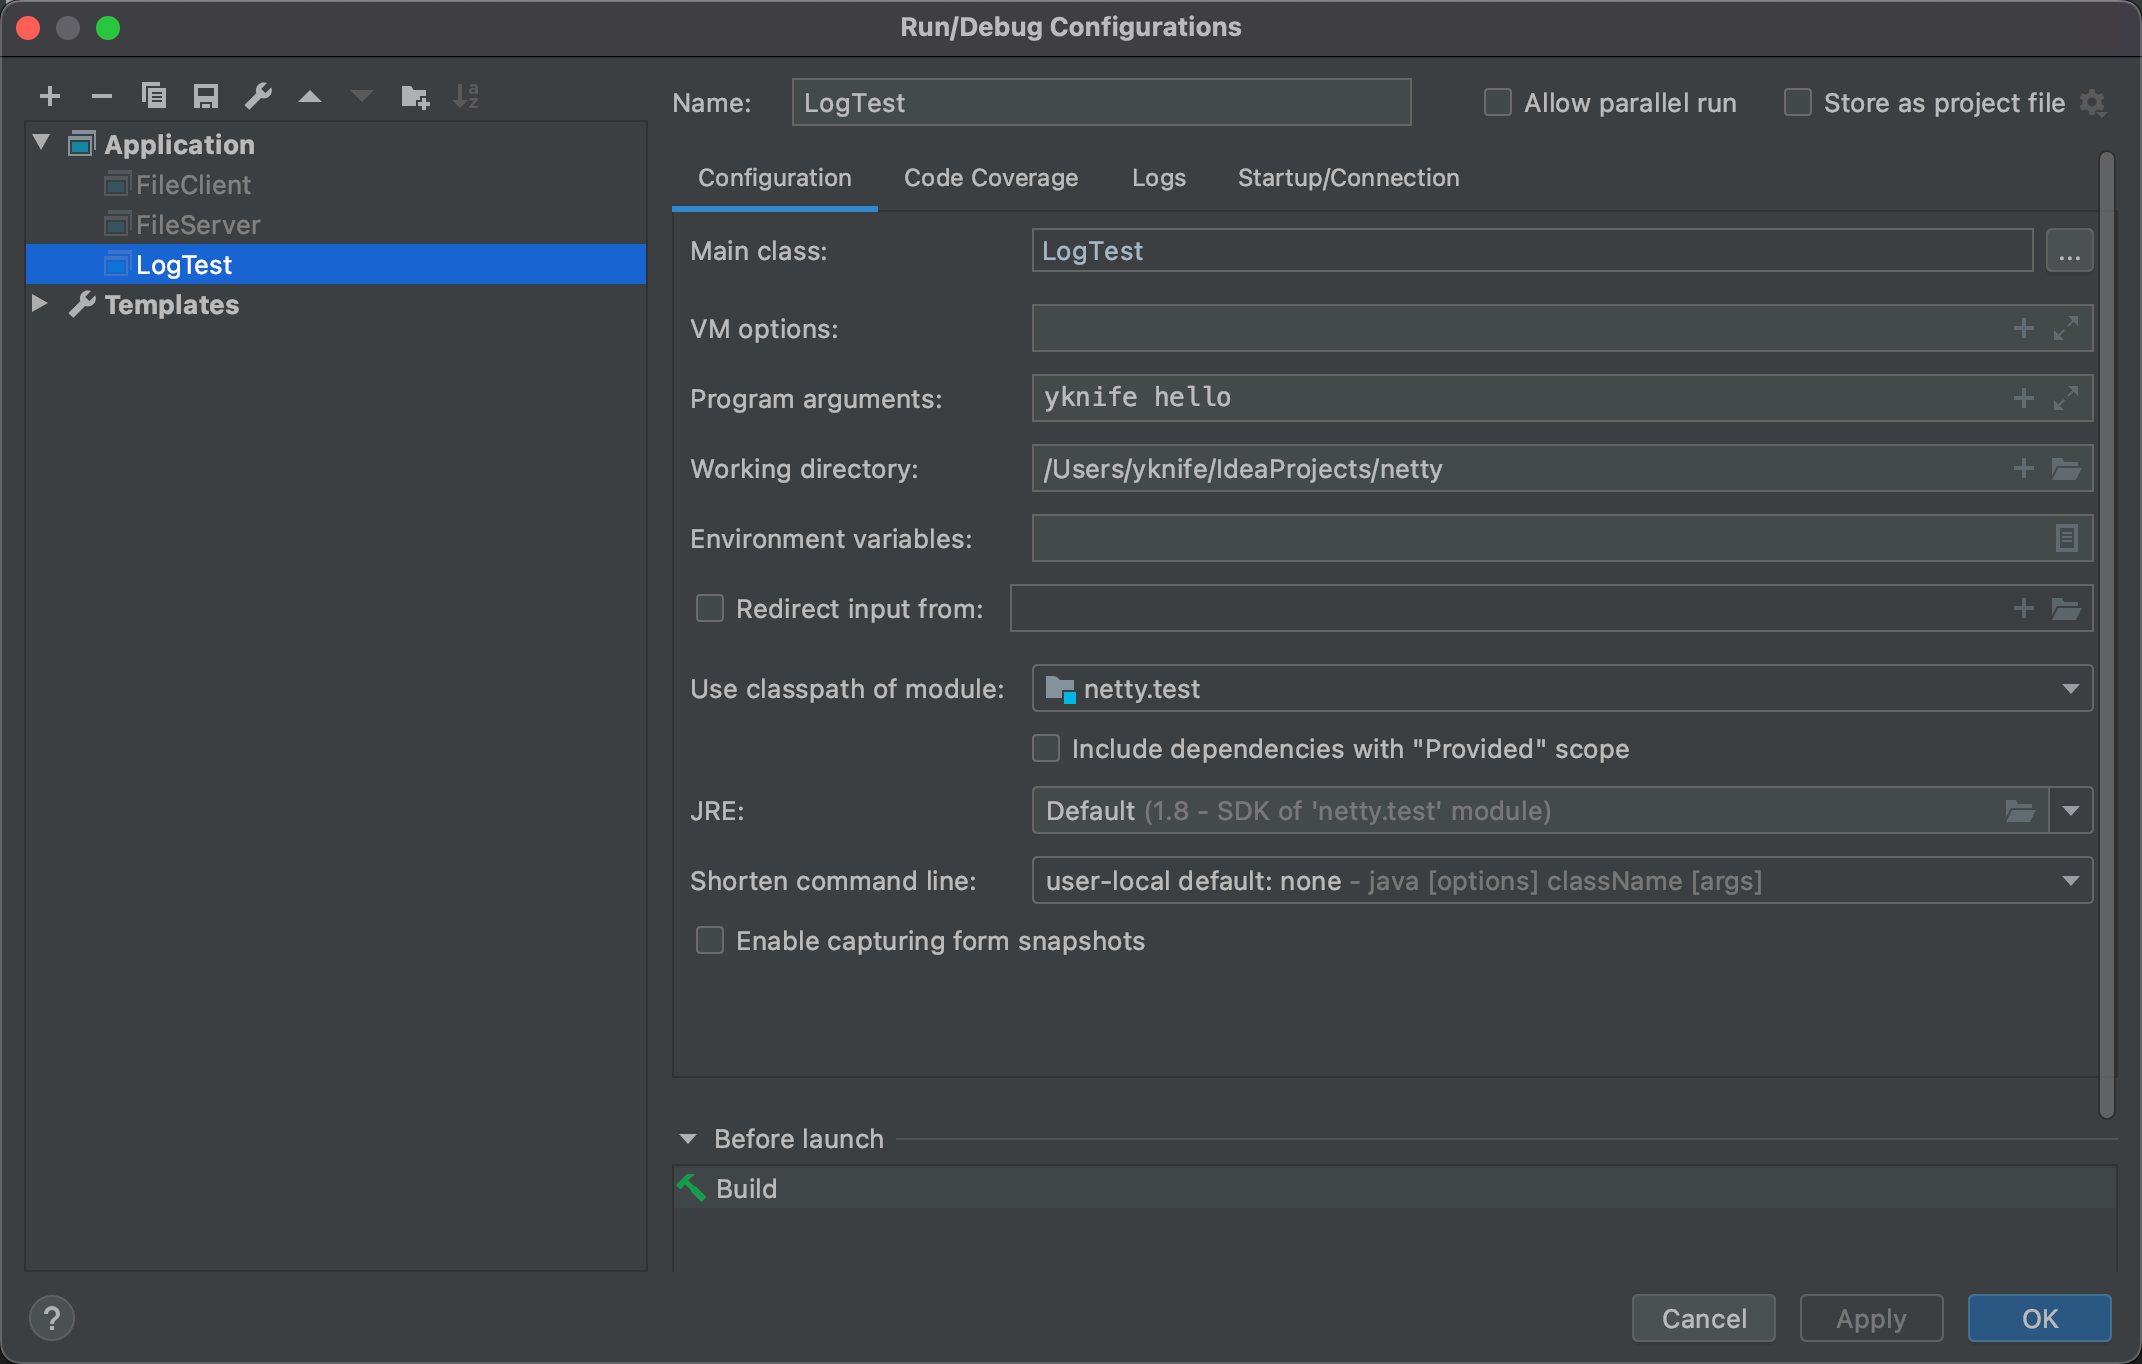 Run/Debug Configurations
Name: LogTest Allow parallel run Store as project file
Application
FileClient
FileServer
LogTest
Templates
Configuration Code Coverage Logs Startup/Connection
Main class: LogTest ...
VM options:
Program arguments: yknife hello
Working directory: /Users/yknife/IdeaProjects/netty
Environment variables:
Redirect input from:
Use classpath of module: netty.test
Include dependencies with "Provided" scope
JRE: Default (1.8 - SDK of 'netty.test' module)
Shorten command line: user-local default: none - java [options] className [args]
Enable capturing form snapshots
Before launch
Build
? Cancel Apply OK